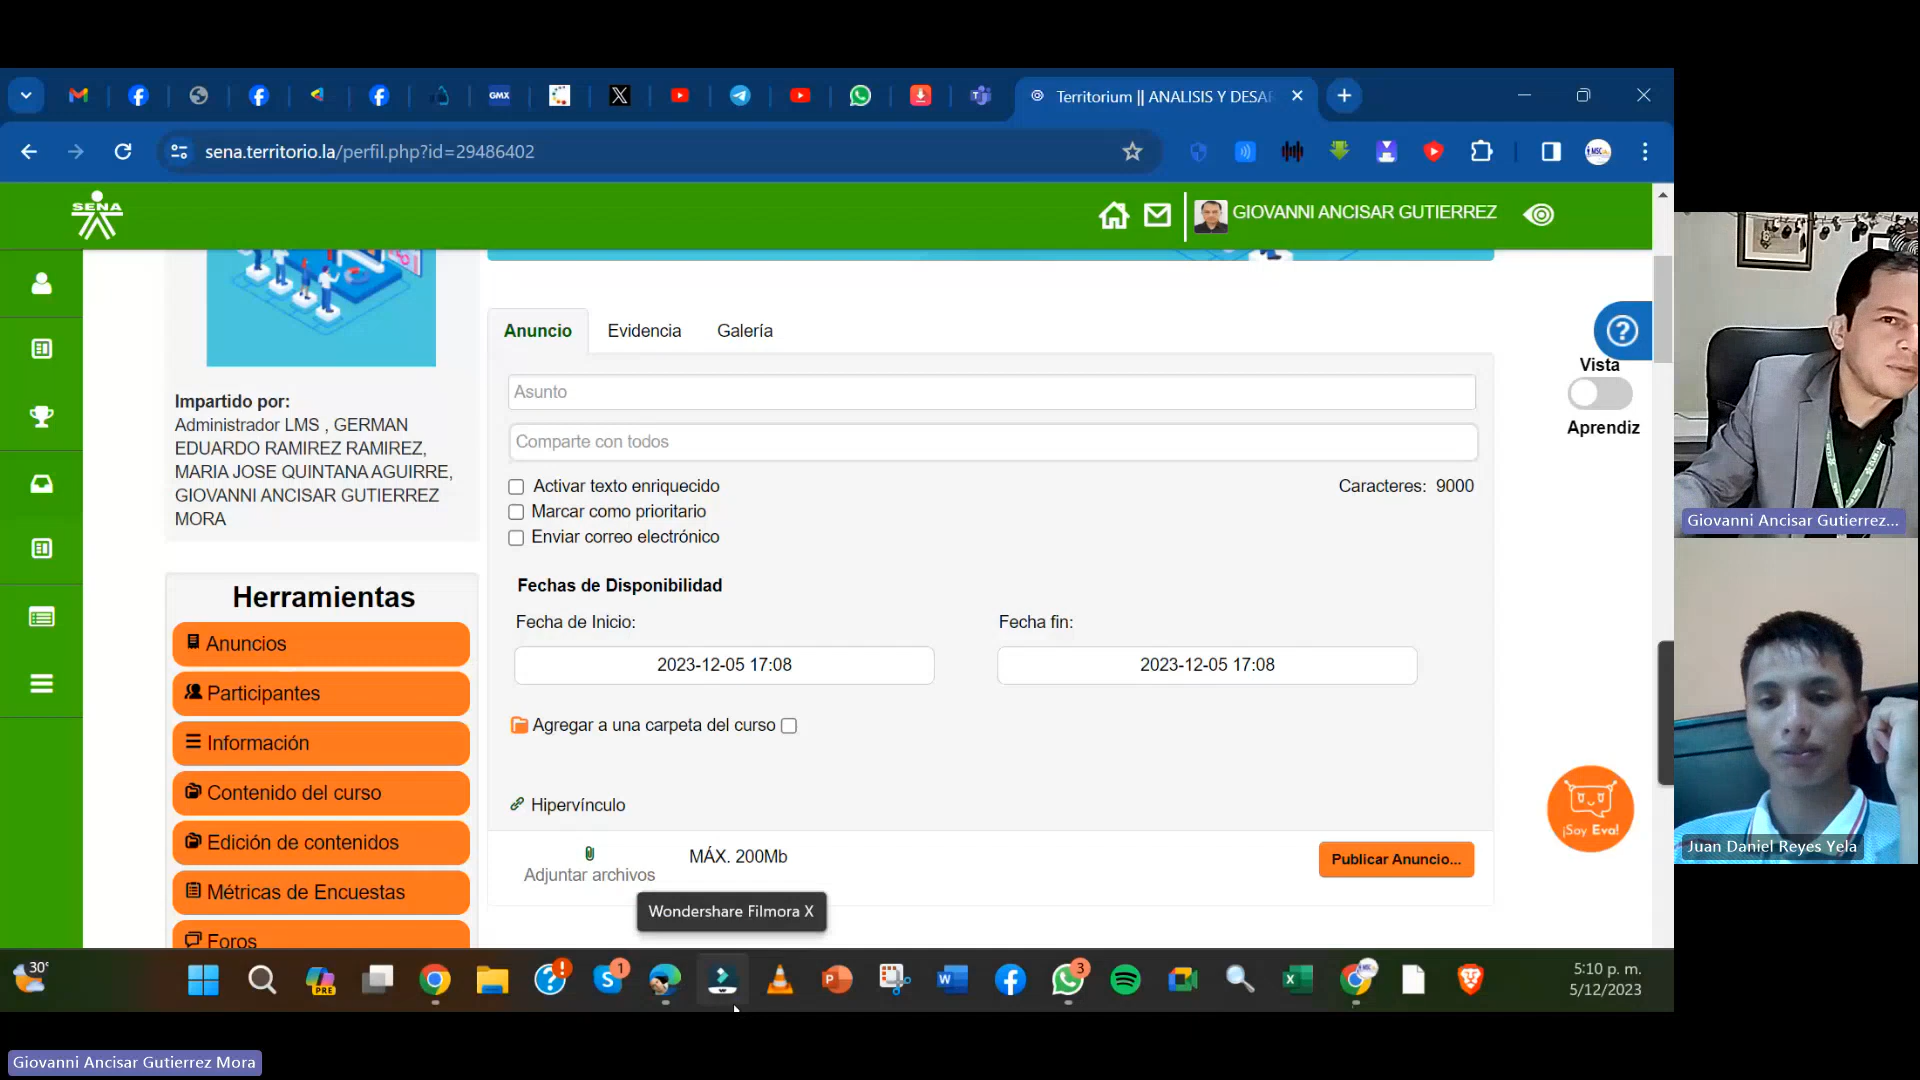 GMX
Territorium || ANALISIS Y DESAR
sena.territorio.la/perfil.php?id=29486402
SENA
GIOVANNI ANCISAR GUTIERREZ
Impartido por:
Administrador LMS , GERMAN
EDUARDO RAMIREZ RAMIREZ,
MARIA JOSE QUINTANA AGUIRRE,
GIOVANNI ANCISAR GUTIERREZ
MORA
Herramientas
Anuncios
Participantes
Información
Contenido del curso
Edición de contenidos
Métricas de Encuestas
Foros
Anuncio
Evidencia
Galería
Asunto
Comparte con todos
Activar texto enriquecido
Caracteres: 9000
Marcar como prioritario
Enviar correo electrónico
Fechas de Disponibilidad
Fecha de Inicio:
Fecha fin:
2023-12-05 17:08
2023-12-05 17:08
Agregar a una carpeta del curso
Hipervínculo
MÁX. 200Mb
Adjuntar archivos
Publicar Anuncio...
Wondershare Filmora X
Vista
Aprendiz
¡Soy Eva!
Giovanni Ancisar Gutierrez...
Juan Daniel Reyes Yela
30°
PRE
1
3
5:10 p. m.
5/12/2023
Giovanni Ancisar Gutierrez Mora